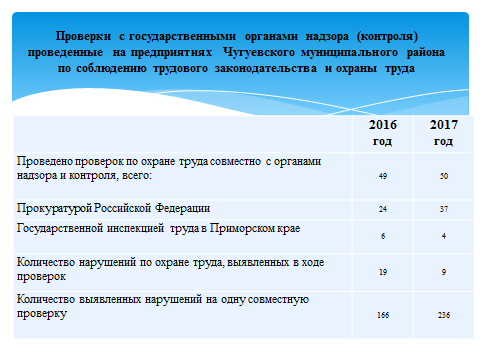 Проверки с государственными органами надзора (контроля)
проведенные на предприятиях Чугуевского муниципального района
по соблюдению трудового законодательства и охраны труда
2016 год 2017 год
Проведено проверок по охране труда совместно с органами
надзора и контроля, всего: 49 50
Прокуратурой Российской Федерации 24 37
Государственной инспекцией труда в Приморском крае 6 4
Количество нарушений по охране труда, выявленных в ходе
проверок 19 9
Количество выявленных нарушений на одну совместную
проверку 166 236